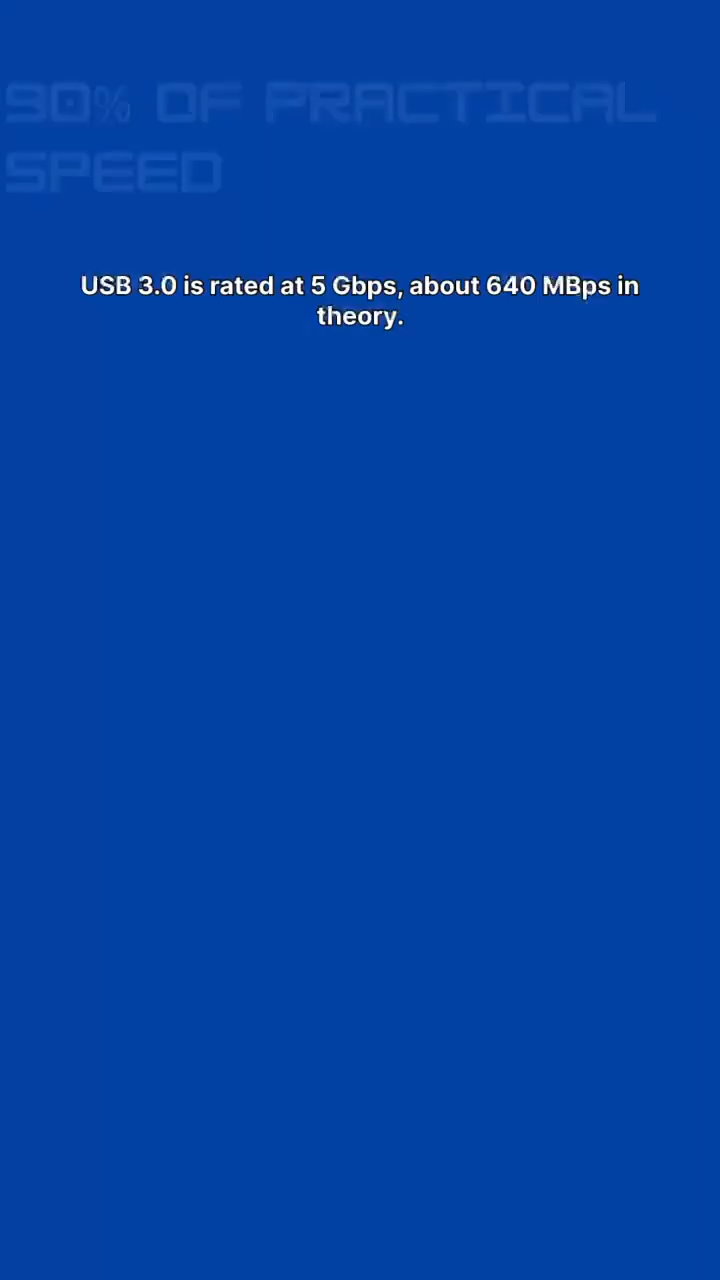 90% OF PRACTICAL
SPEED
USB 3.0 is rated at 5 Gbps, about 640 MBps in
theory.